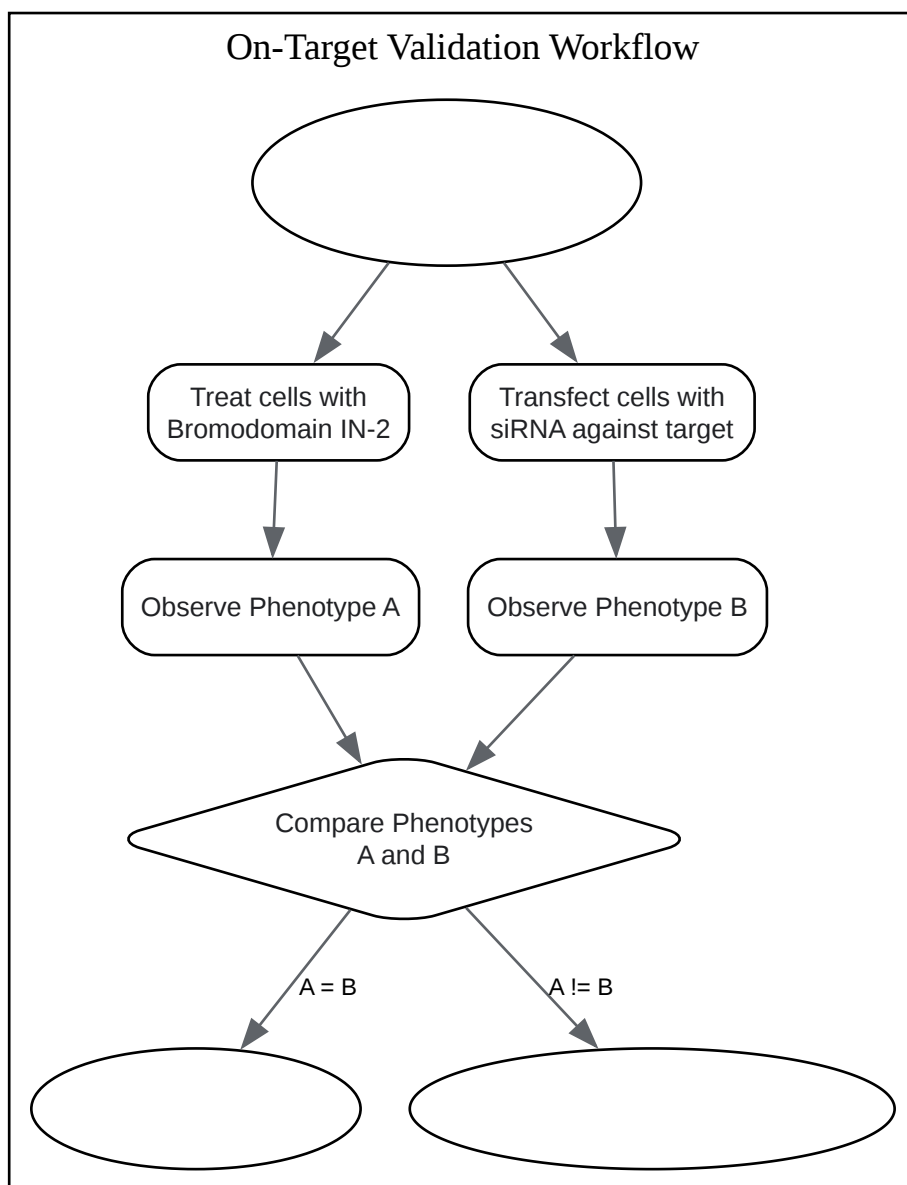 On-Target Validation Workflow
Treat cells with
Bromodomain IN-2
Transfect cells with
siRNA against target
Observe Phenotype A
Observe Phenotype B
Compare Phenotypes
A and B
A = B
A != B